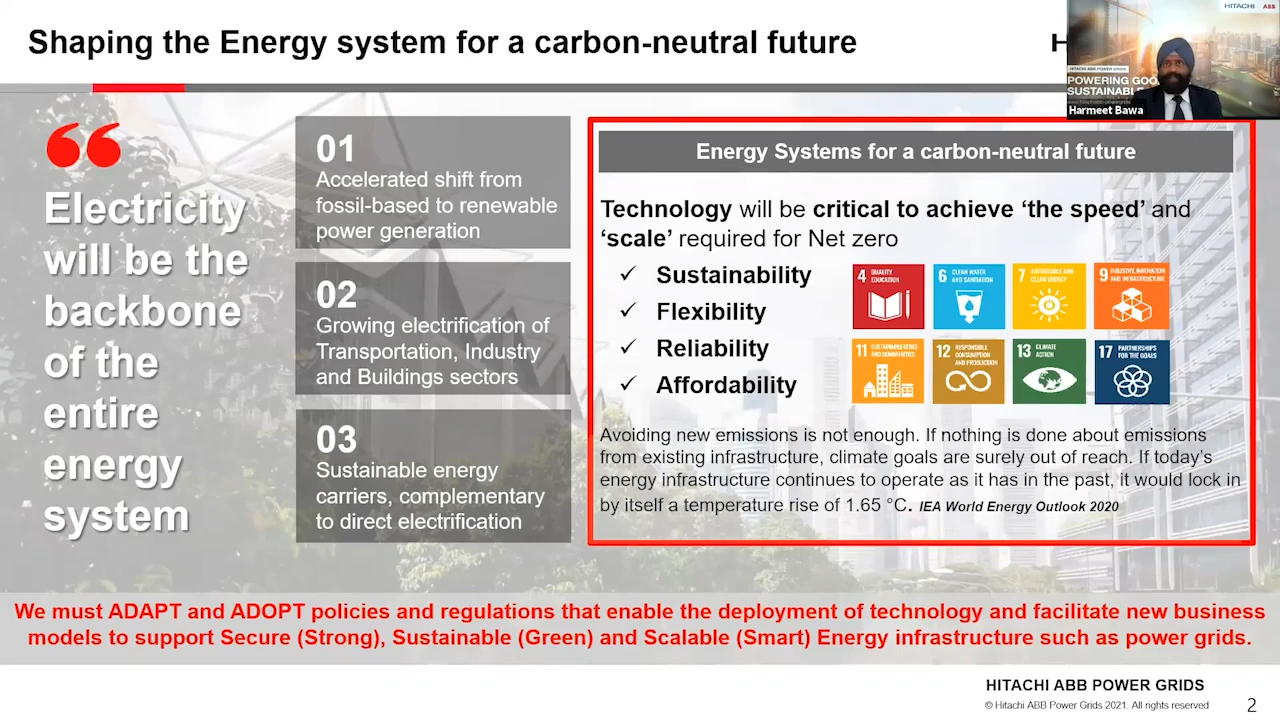 Shaping the Energy system for a carbon-neutral future
HITACHI ABB
HITACHI ABB POWER GRIDS
POWERING
SUSTAINABL
Harmeet Bawa
Electricity
will be the
backbone
of the
entire
energy
system
01
Accelerated shift from
fossil-based to renewable
power generation
02
Growing electrification of
Transportation, Industry
and Buildings sectors
03
Sustainable energy
carriers, complementary
to direct electrification
Energy Systems for a carbon-neutral future
Technology will be critical to achieve ‘the speed’ and
‘scale’ required for Net zero
✓ Sustainability
✓ Flexibility
✓ Reliability
✓ Affordability
4 QUALITY
EDUCATION
6 CLEAN WATER
AND SANITATION
7 AFFORDABLE AND
CLEAN ENERGY
9 INDUSTRY, INNOVATION
AND INFRASTRUCTURE
11 SUSTAINABLE CITIES
AND COMMUNITIES
12 RESPONSIBLE
CONSUMPTION
AND PRODUCTION
13 CLIMATE
ACTION
17 PARTNERSHIPS
FOR THE GOALS
Avoiding new emissions is not enough. If nothing is done about emissions
from existing infrastructure, climate goals are surely out of reach. If today’s
energy infrastructure continues to operate as it has in the past, it would lock in
by itself a temperature rise of 1.65 °C. IEA World Energy Outlook 2020
We must ADAPT and ADOPT policies and regulations that enable the deployment of technology and facilitate new business
models to support Secure (Strong), Sustainable (Green) and Scalable (Smart) Energy infrastructure such as power grids.
HITACHI ABB POWER GRIDS
© Hitachi ABB Power Grids 2021. All rights reserved
2